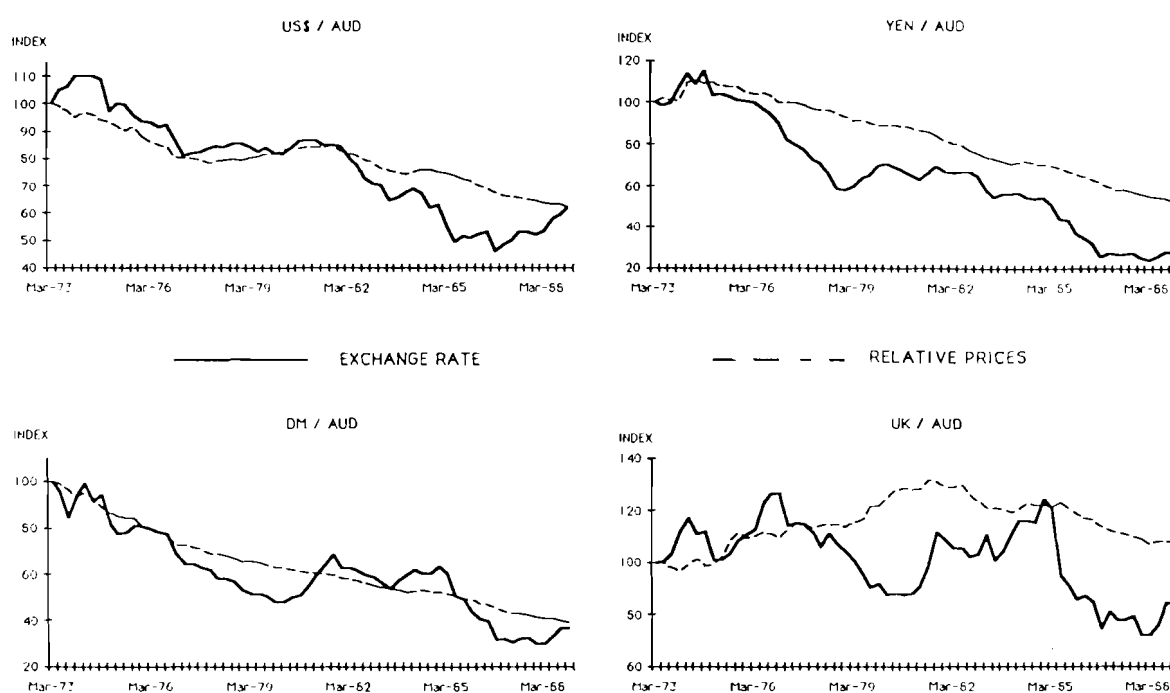 US$ / AUD
INDEX
110
100
90
80
70
60
50
40
Mar-73 Mar-76 Mar-79 Mar-82 Mar-85 Mar-88
YEN / AUD
INDEX
120
100
80
60
40
20
Mar-73 Mar-76 Mar-79 Mar-82 Mar-85 Mar-88
EXCHANGE RATE
RELATIVE PRICES
DM / AUD
INDEX
100
80
60
40
20
Mar-73 Mar-76 Mar-79 Mar-82 Mar-85 Mar-88
UK / AUD
INDEX
140
120
100
80
60
Mar-73 Mar-76 Mar-79 Mar-82 Mar-85 Mar-88